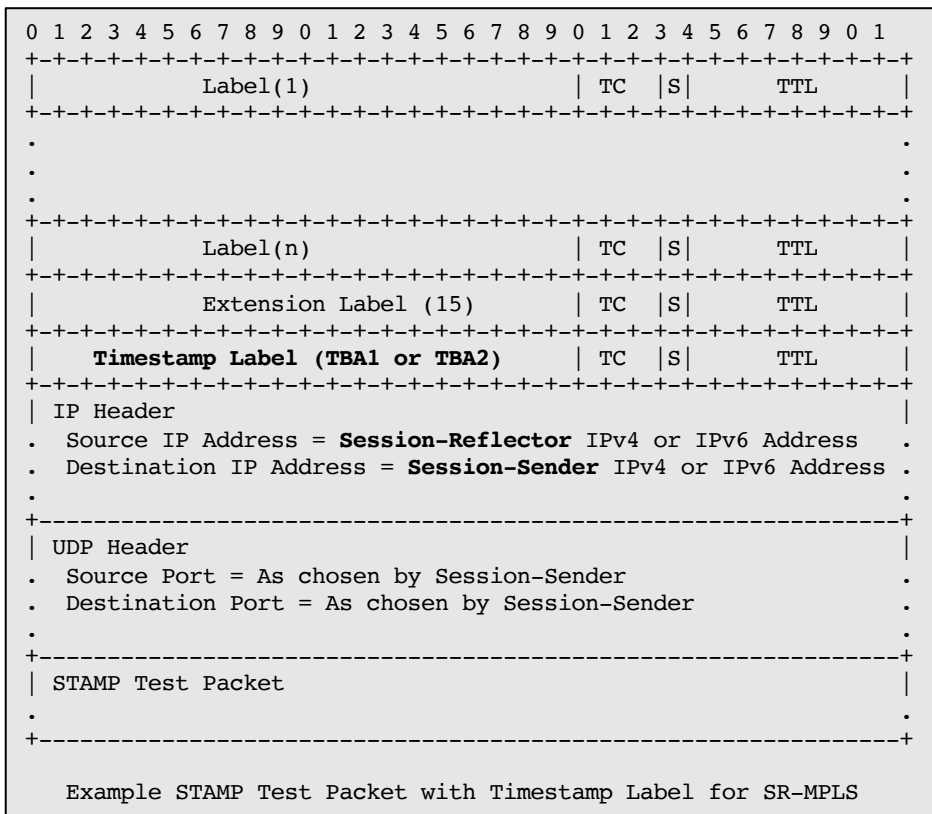 0 1 2 3 4 5 6 7 8 9 0 1 2 3 4 5 6 7 8 9 0 1 2 3 4 5 6 7 8 9 0 1
+-+-+-+-+-+-+-+-+-+-+-+-+-+-+-+-+-+-+-+-+-+-+-+-+-+-+-+-+-+-+-+-+
|            Label(1)                   | TC  |S|      TTL      |
+-+-+-+-+-+-+-+-+-+-+-+-+-+-+-+-+-+-+-+-+-+-+-+-+-+-+-+-+-+-+-+-+
.                                                               .
.                                                               .
.                                                               .
+-+-+-+-+-+-+-+-+-+-+-+-+-+-+-+-+-+-+-+-+-+-+-+-+-+-+-+-+-+-+-+-+
|            Label(n)                   | TC  |S|      TTL      |
+-+-+-+-+-+-+-+-+-+-+-+-+-+-+-+-+-+-+-+-+-+-+-+-+-+-+-+-+-+-+-+-+
|            Extension Label (15)       | TC  |S|      TTL      |
+-+-+-+-+-+-+-+-+-+-+-+-+-+-+-+-+-+-+-+-+-+-+-+-+-+-+-+-+-+-+-+-+
|    Timestamp Label (TBA1 or TBA2)     | TC  |S|      TTL      |
+-+-+-+-+-+-+-+-+-+-+-+-+-+-+-+-+-+-+-+-+-+-+-+-+-+-+-+-+-+-+-+-+
| IP Header                                                     |
.  Source IP Address = Session-Reflector IPv4 or IPv6 Address   .
.  Destination IP Address = Session-Sender IPv4 or IPv6 Address .
.                                                               .
+---------------------------------------------------------------+
| UDP Header                                                    |
.  Source Port = As chosen by Session-Sender                    .
.  Destination Port = As chosen by Session-Sender               .
.                                                               .
+---------------------------------------------------------------+
| STAMP Test Packet                                             |
.                                                               .
+---------------------------------------------------------------+
Example STAMP Test Packet with Timestamp Label for SR-MPLS